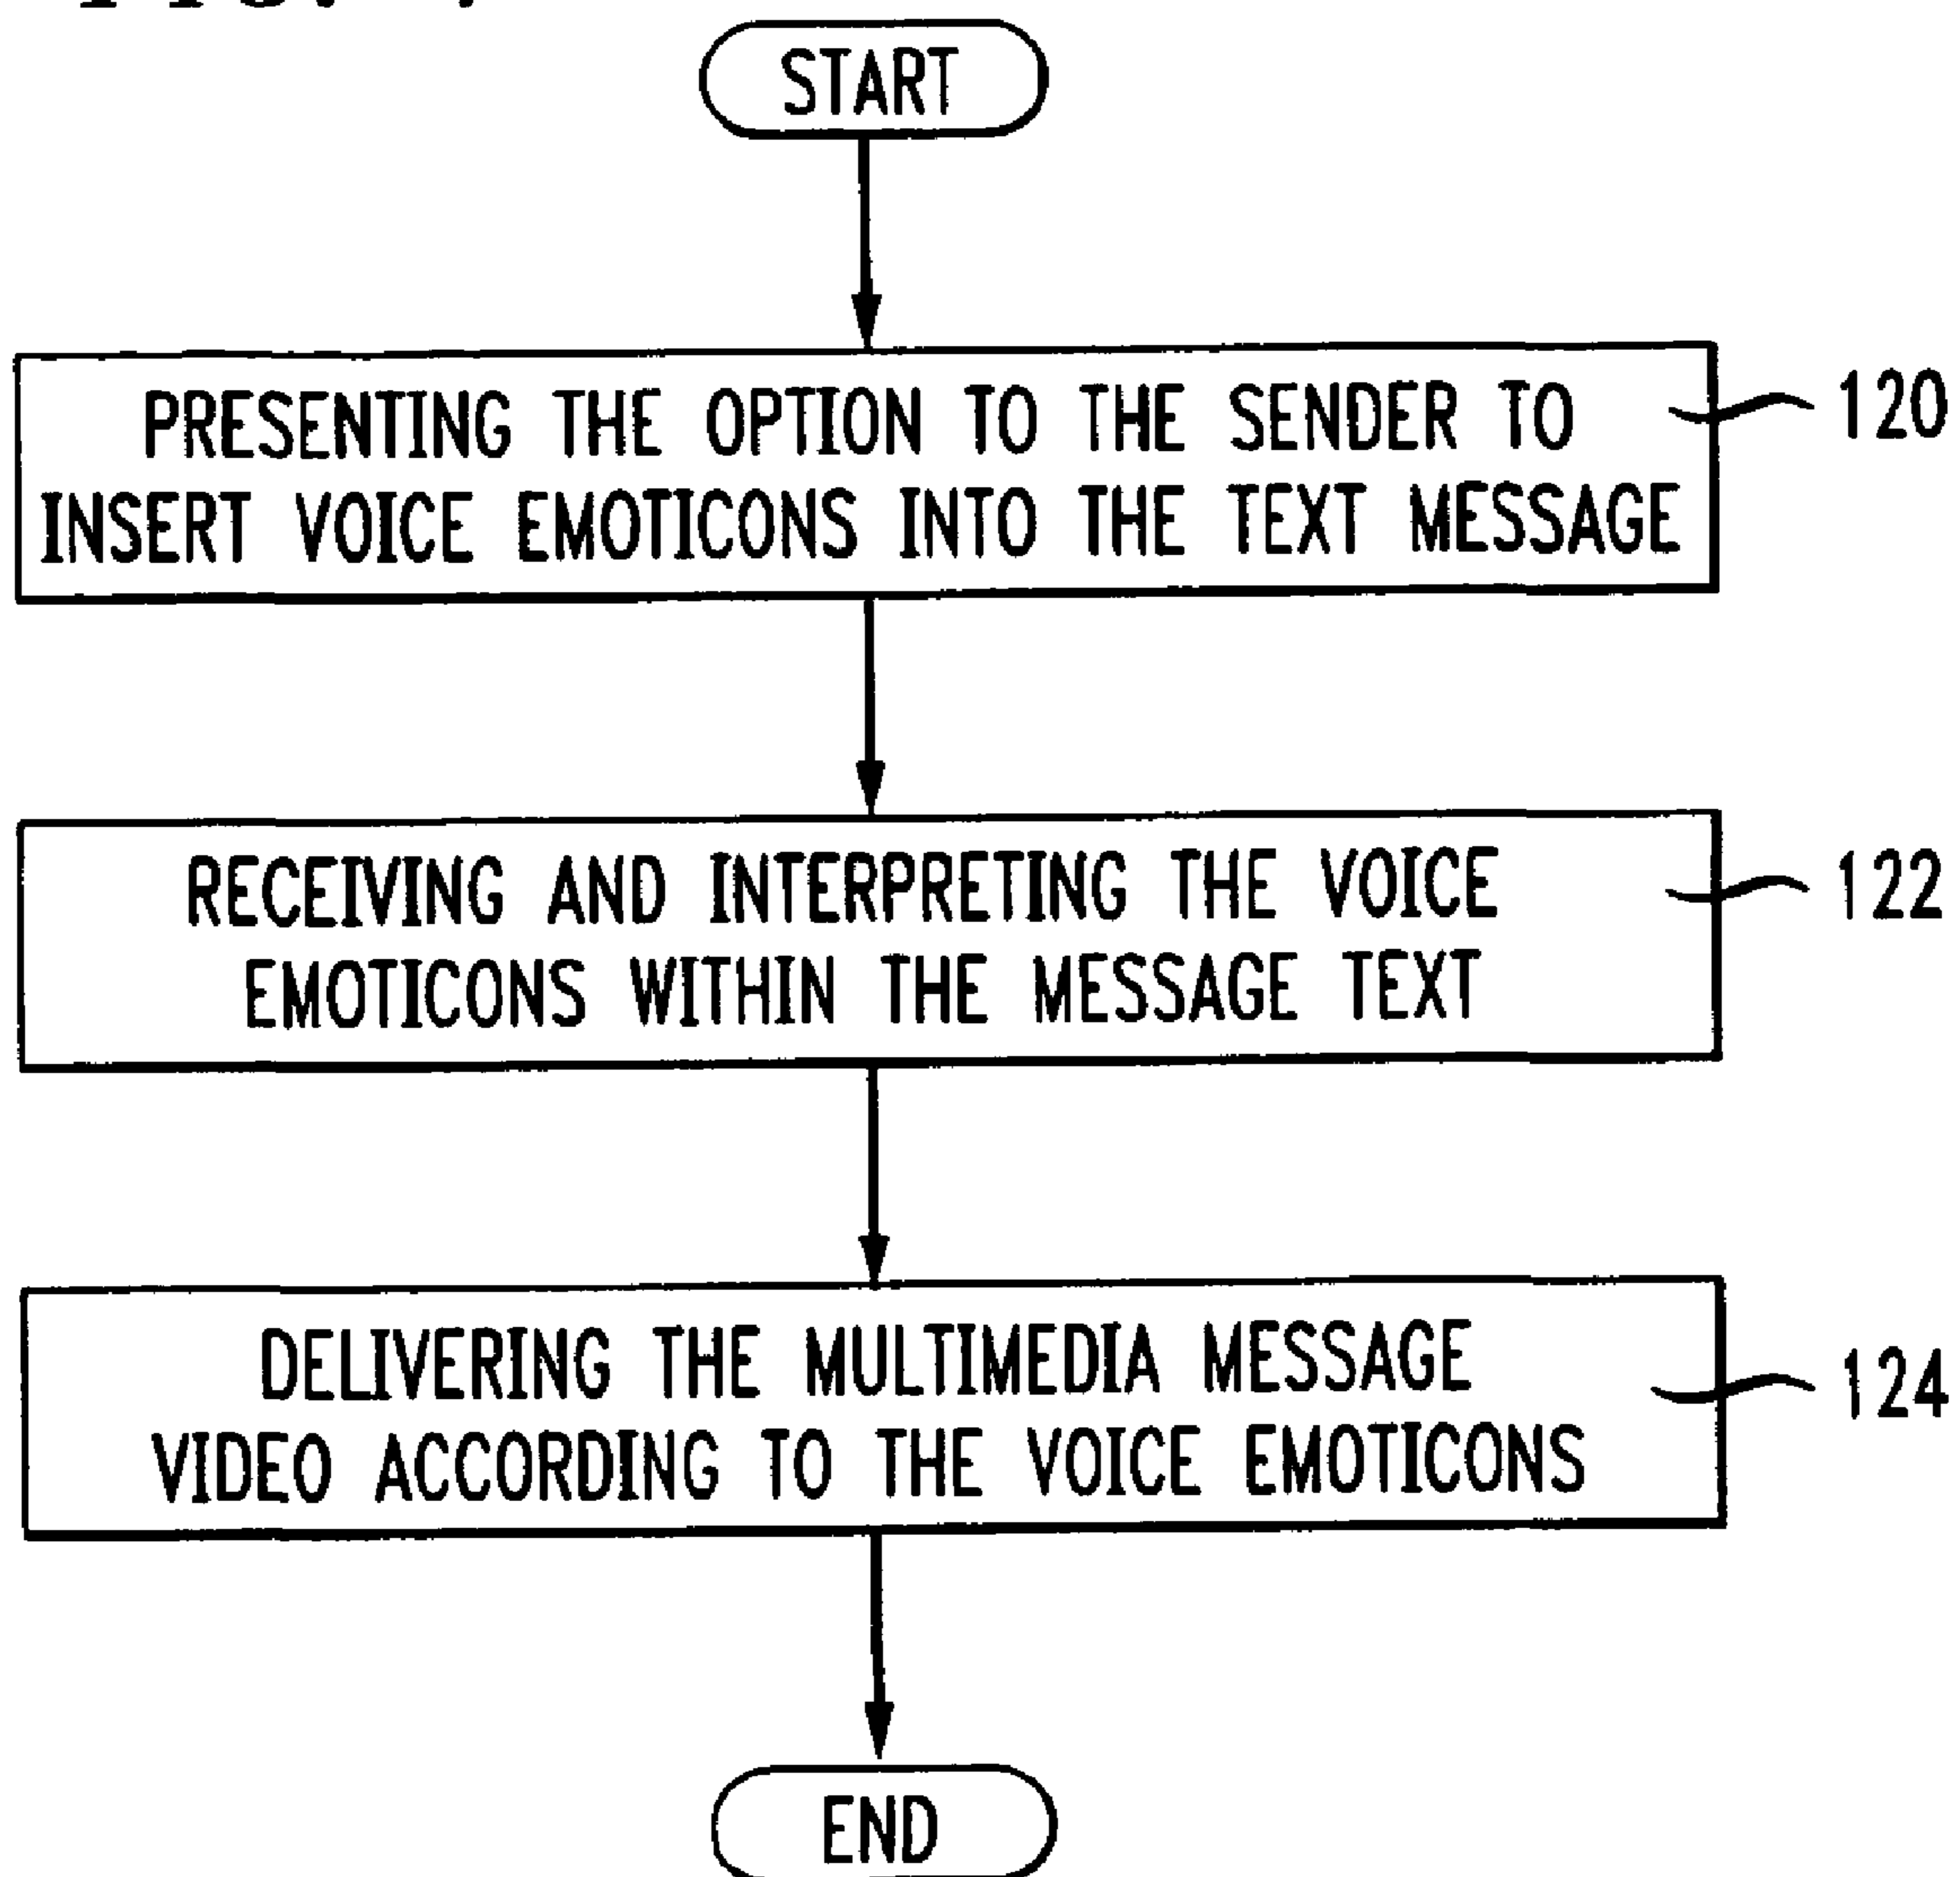 START
PRESENTING THE OPTION TO THE SENDER TO
INSERT VOICE EMOTICONS INTO THE TEXT MESSAGE
120
RECEIVING AND INTERPRETING THE VOICE
EMOTICONS WITHIN THE MESSAGE TEXT
122
DELIVERING THE MULTIMEDIA MESSAGE
VIDEO ACCORDING TO THE VOICE EMOTICONS
124
END